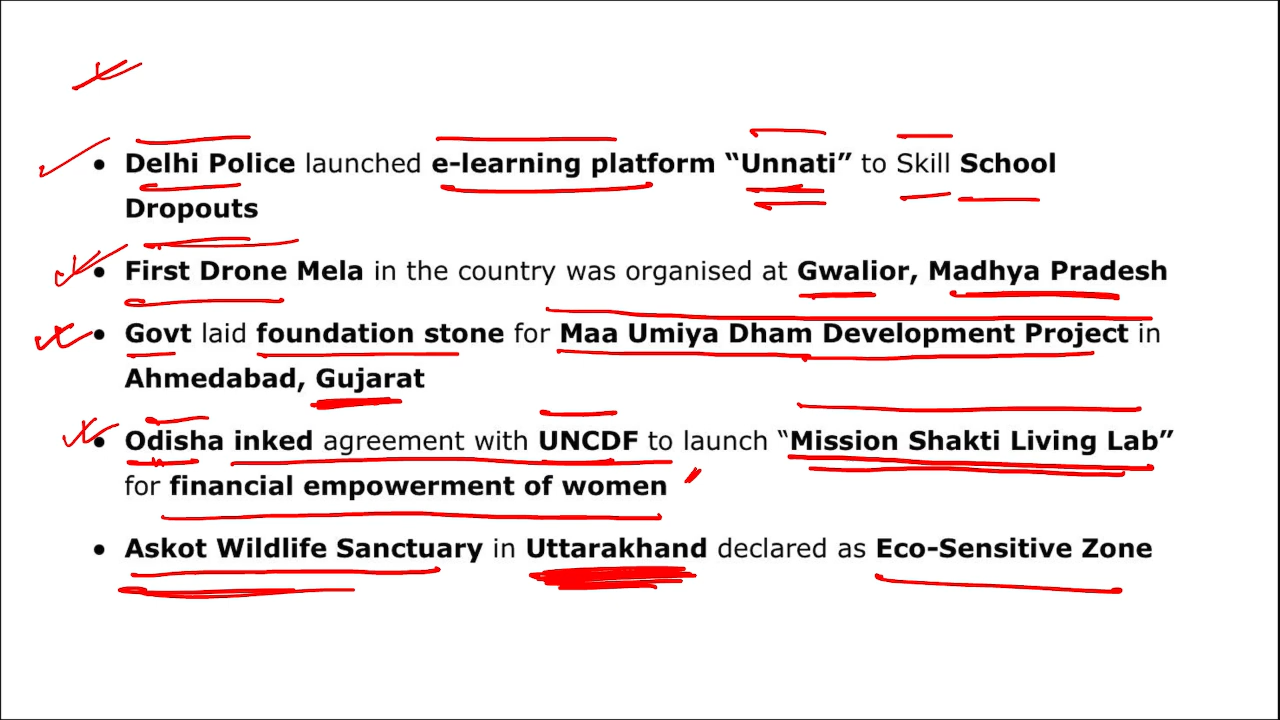 • Delhi Police launched e-learning platform “Unnati” to Skill School
Dropouts
• First Drone Mela in the country was organised at Gwalior, Madhya Pradesh
• Govt laid foundation stone for Maa Umiya Dham Development Project in
Ahmedabad, Gujarat
• Odisha inked agreement with UNCDF to launch “Mission Shakti Living Lab”
for financial empowerment of women
• Askot Wildlife Sanctuary in Uttarakhand declared as Eco-Sensitive Zone